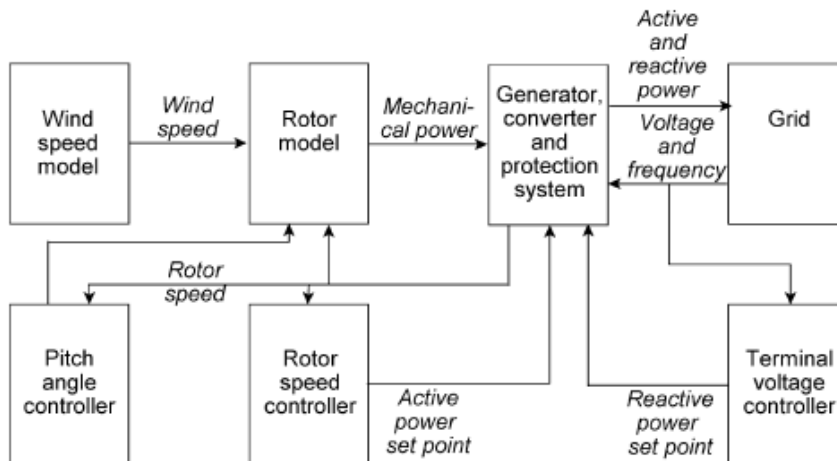 Active
and
reactive
power
Wind
speed
model
Wind
speed
Rotor
model
Mechani-
cal power
Generator,
converter
and
protection
system
Voltage
and
frequency
Grid
Rotor
speed
Pitch
angle
controller
Rotor
speed
controller
Active
power
set point
Reactive
power
set point
Terminal
voltage
controller